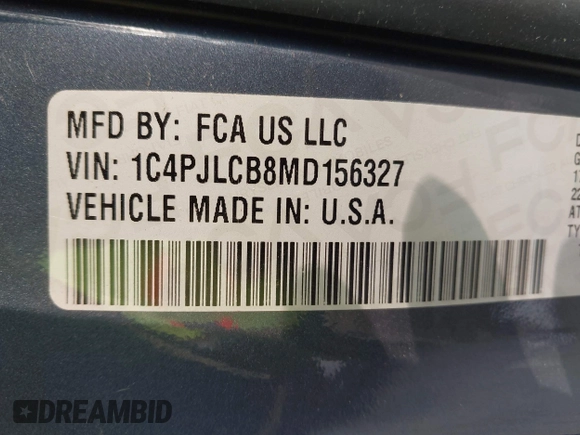 MFD BY: FCA US LLC
VIN: 1C4PJLCB8MD156327
VEHICLE MADE IN: U.S.A.
DREAMBID